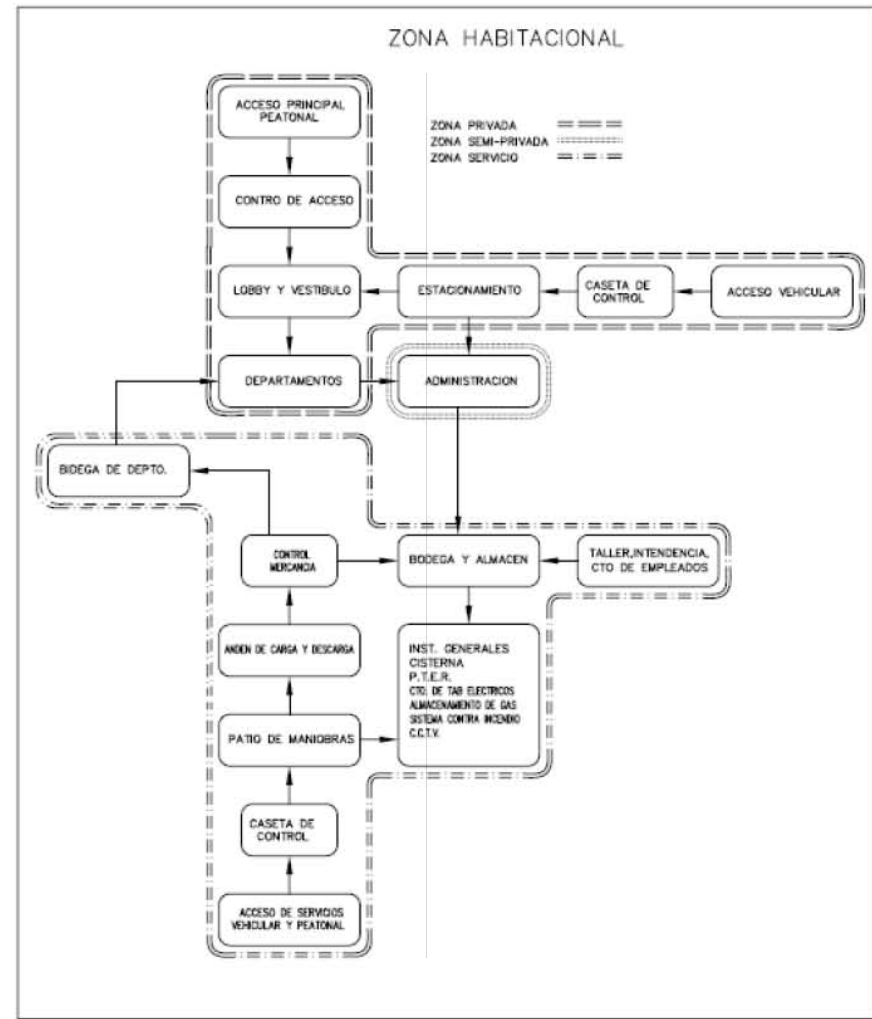 ZONA HABITACIONAL
ACCESO PRINCIPAL
PEATONAL
ZONA PRIVADA
ZONA SEMI-PRIVADA
ZONA SERVICIO
CONTRO DE ACCESO
LOBBY Y VESTIBULO
ESTACIONAMIENTO
CASETA DE
CONTROL
ACCESO VEHICULAR
DEPARTAMENTOS
ADMINISTRACION
BIDEGA DE DEPTO.
CONTROL
MERCANCIA
BODEGA Y ALMACEN
TALLER,INTENDENCIA,
CTO DE EMPLEADOS
ANDEN DE CARGA Y DESCARGA
INST. GENERALES
CISTERNA
P.T.E.R.
CTO. DE TAB ELECTRICOS
ALMACENAMIENTO DE GAS
SISTEMA CONTRA INCENDIO
C.C.T.V.
PATIO DE MANIOBRAS
CASETA DE
CONTROL
ACCESO DE SERVICIOS
VEHICULAR Y PEATONAL